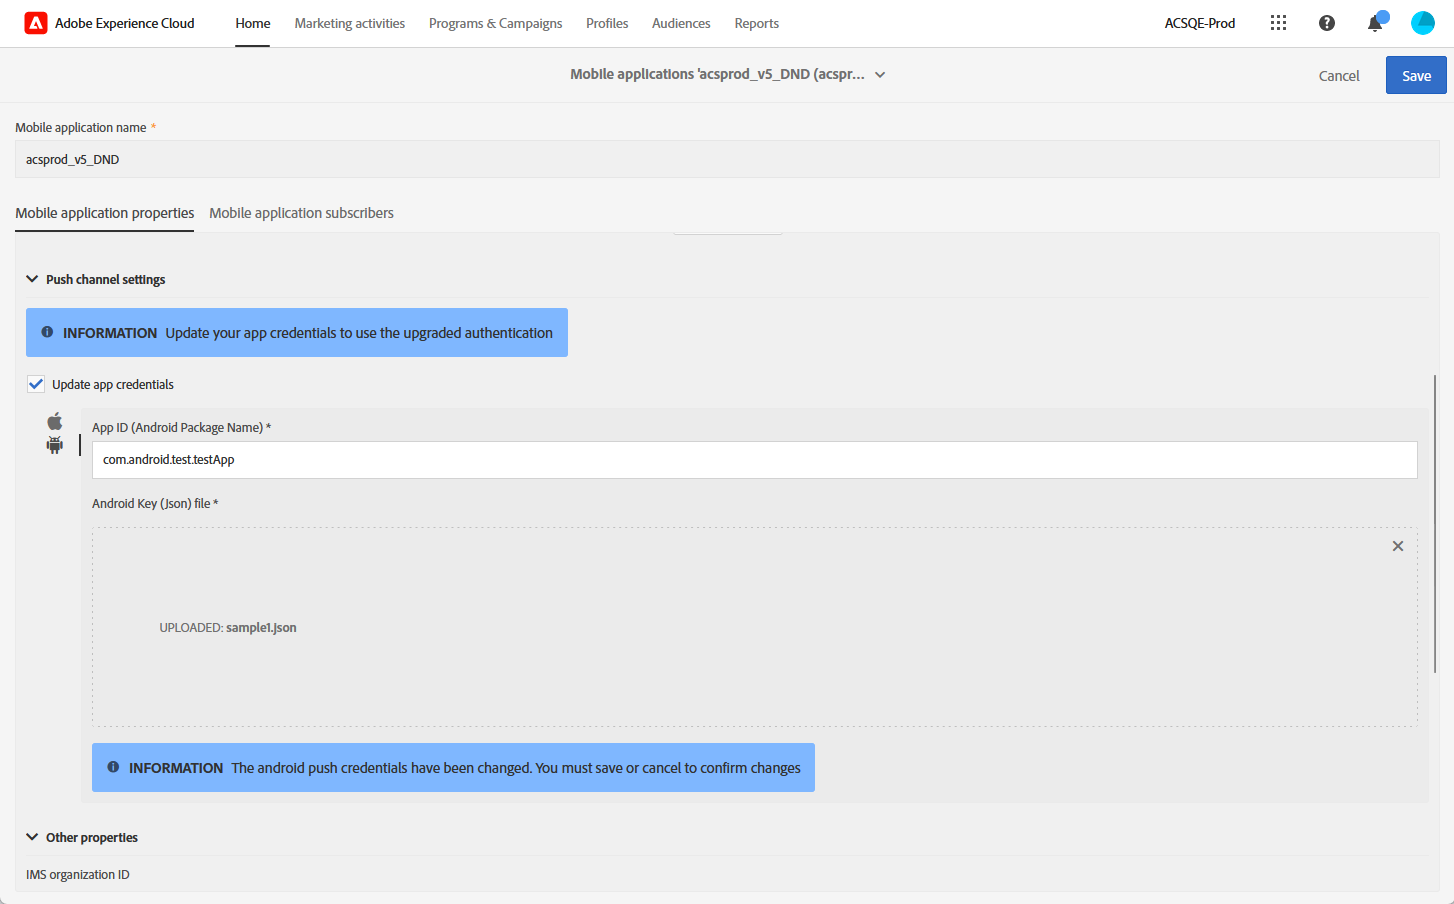 Adobe Experience Cloud Home Marketing activities Programs & Campaigns Profiles Audiences Reports ACSQE-Prod
Mobile applications 'acsprod_v5_DND (acspr... Cancel Save
Mobile application name *
acsprod_v5_DND
Mobile application properties Mobile application subscribers
Push channel settings
INFORMATION Update your app credentials to use the upgraded authentication
Update app credentials
App ID (Android Package Name) *
com.android.test.testApp
Android Key (Json) file *
UPLOADED: sample1.json
INFORMATION The android push credentials have been changed. You must save or cancel to confirm changes
Other properties
IMS organization ID